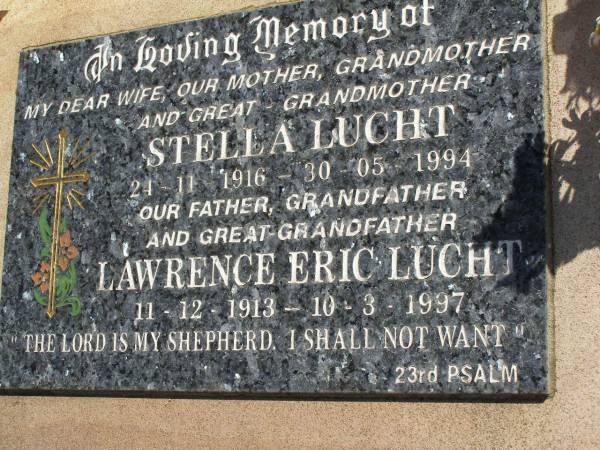 In Loving Memory of
MY DEAR WIFE, OUR MOTHER, GRANDMOTHER
AND GREAT - GRANDMOTHER
STELLA LUCHT
24 - 11 - 1916 - 30 - 05 - 1994
OUR FATHER, GRANDFATHER
AND GREAT-GRANDFATHER
LAWRENCE ERIC LUCHT
11 - 12 - 1913 - 10 - 3 - 1997
" THE LORD IS MY SHEPHERD. I SHALL NOT WANT "
23rd PSALM